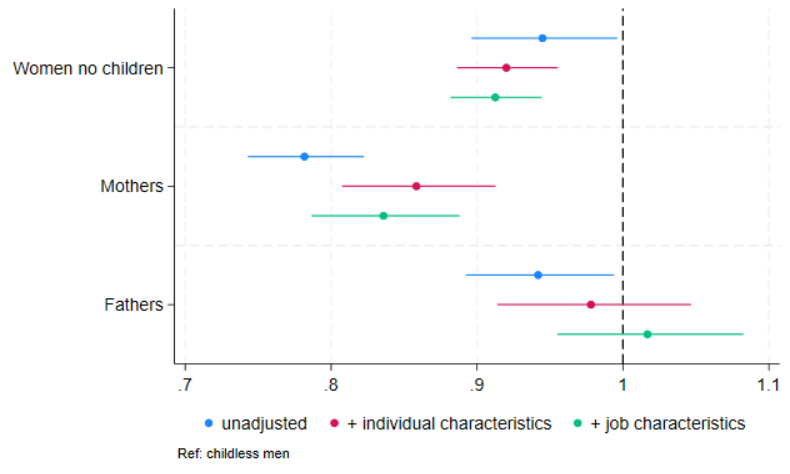 Women no children
Mothers
Fathers
.7 .8 .9 1 1.1
unadjusted + individual characteristics + job characteristics
Ref: childless men